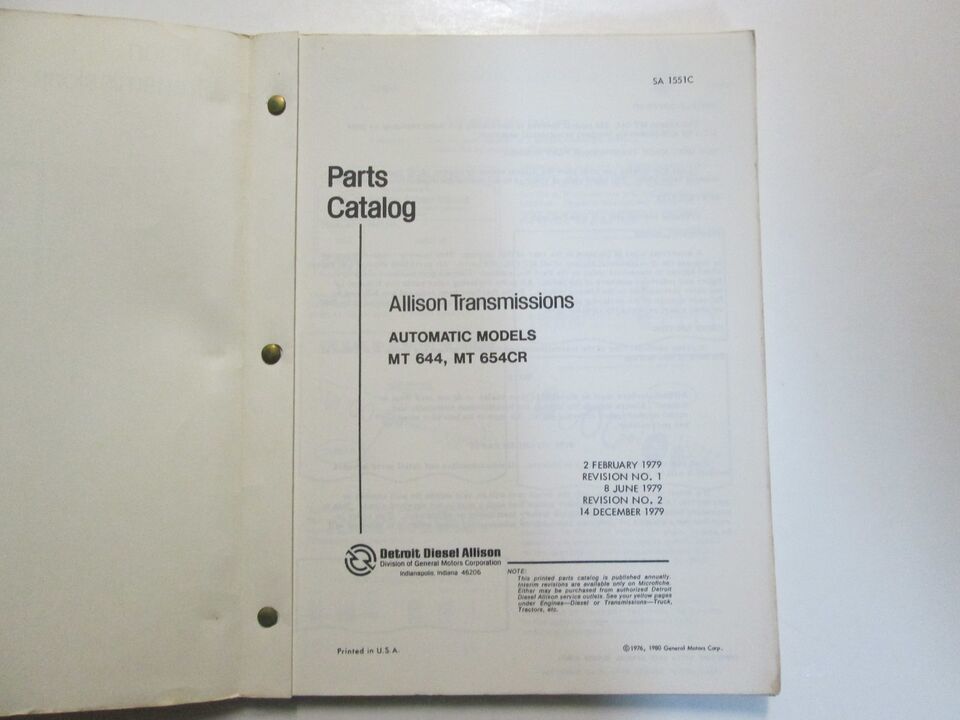 SA 1551C
Parts
Catalog
Allison Transmissions
AUTOMATIC MODELS
MT 644, MT 654CR
2 FEBRUARY 1979
REVISION NO. 1
8 JUNE 1979
REVISION NO. 2
14 DECEMBER 1979
Detroit Diesel Allison
Division of General Motors Corporation
Indianapolis, Indiana 46206
NOTE:
This printed parts catalog is published annually.
Interim revisions are available only on Microfiche.
Either may be purchased from authorized Detroit
Diesel Allison service outlets. See your yellow pages
under Engines—Diesel or Transmissions—Truck,
Tractors, etc.
Printed in U.S.A.
©1976, 1980 General Motors Corp.